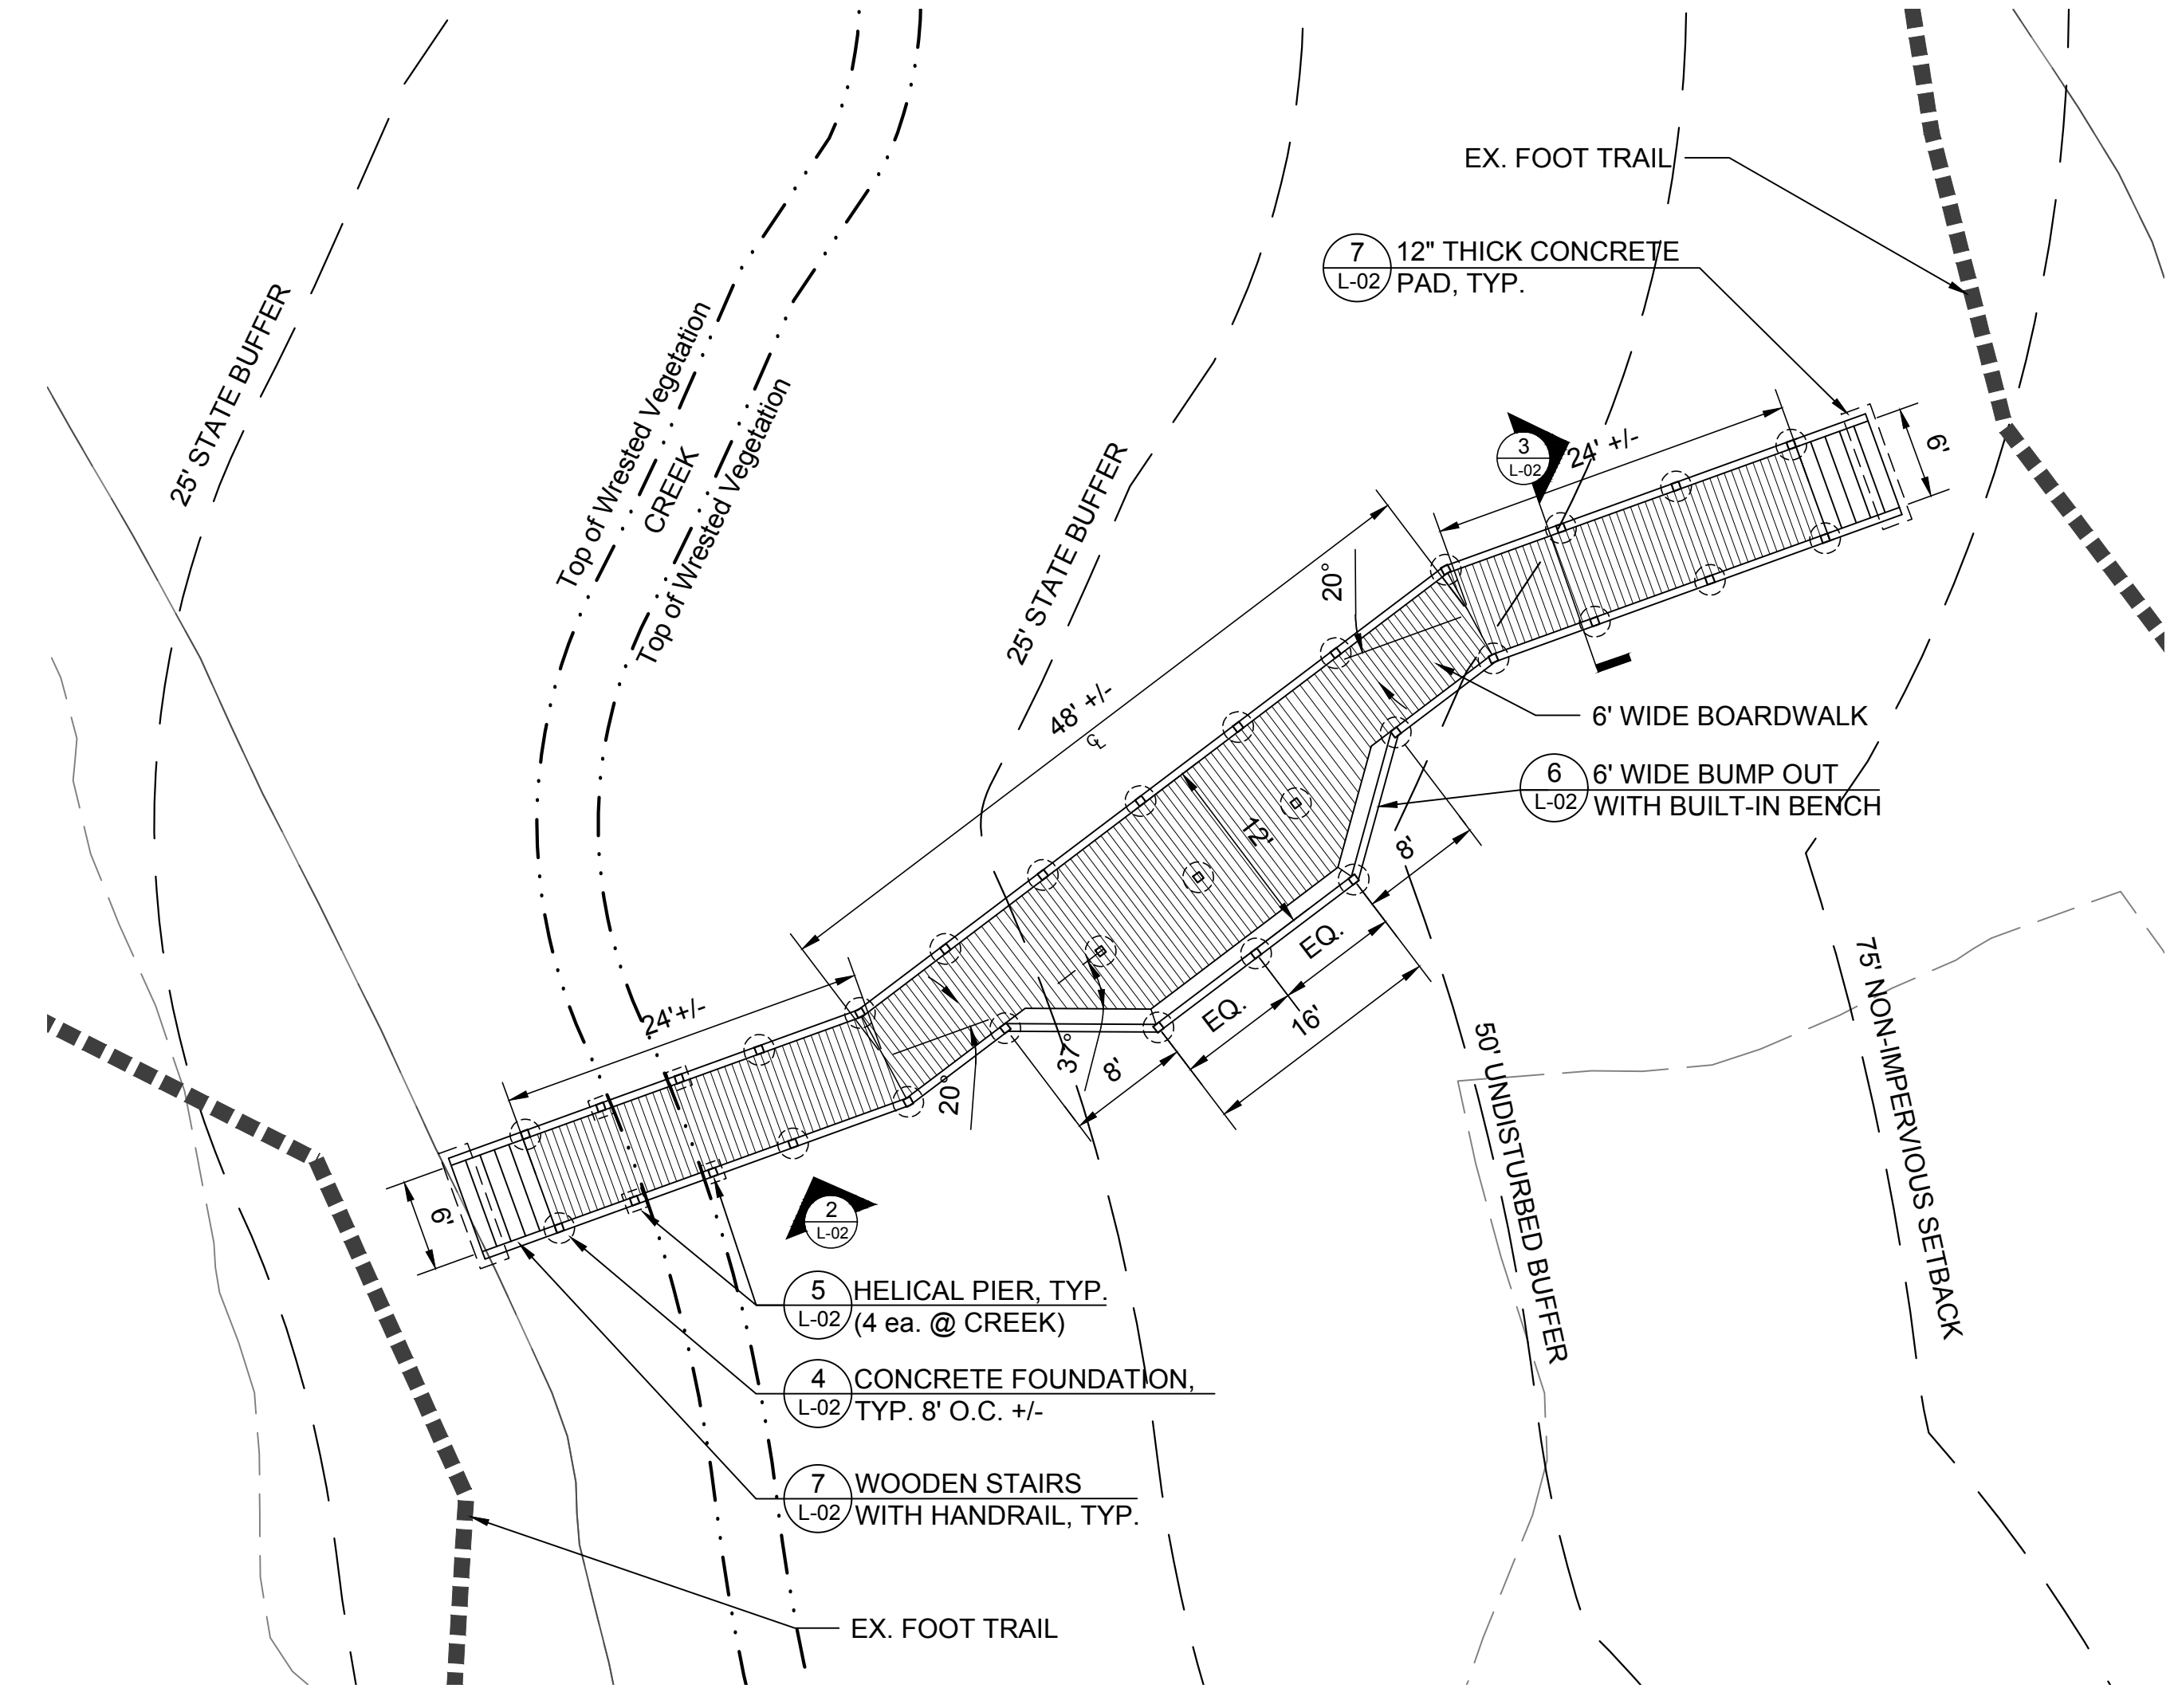 EX. FOOT TRAIL
7
L-02
12" THICK CONCRETE
PAD, TYP.
25' STATE BUFFER
Top of Wrested Vegetation
CREEK
Top of Wrested Vegetation
25' STATE BUFFER
3
L-02
24' +/-
6'
20°
48' +/-
CL
6' WIDE BOARDWALK
6
L-02
6' WIDE BUMP OUT
WITH BUILT-IN BENCH
12'
8'
EQ.
EQ.
16'
8'
37°
20°
24'+/-
6'
75' NON-IMPERVIOUS SETBACK
50' UNDISTURBED BUFFER
2
L-02
5
L-02
HELICAL PIER, TYP.
(4 ea. @ CREEK)
4
L-02
CONCRETE FOUNDATION,
TYP. 8' O.C. +/-
7
L-02
WOODEN STAIRS
WITH HANDRAIL, TYP.
EX. FOOT TRAIL